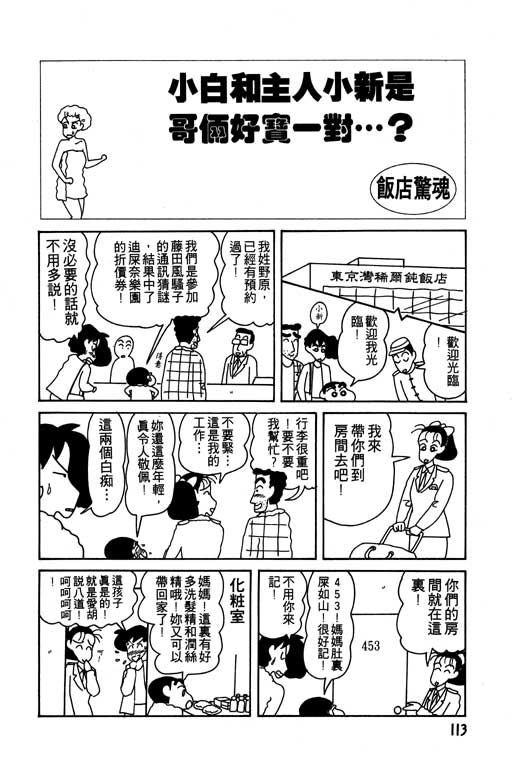 小白和主人小新是
哥倆好寶一對…？
飯店驚魂
東京灣稀爾鈍飯店
歡迎光
臨！
歡迎我光
臨！
小新
我姓野原，
已經有預約
過了！
我們是參加
藤田風騷子
的通訊猜謎
，結果中了
迪屎奈樂園
的折價券！
得意
沒必要的話就
不用多說！
我來
帶你們到
房間去吧！
行李很重吧
！要不要
我幫忙？
不要緊…
這是我的
工作…
妳還這麼年輕，
真令人敬佩！
這兩個白痴…
你們的房
間就在這
裏！
453
453！媽媽肚裏
屎如山！很好記！
不用你來
記！
化粧室
媽媽！這裏有好
多洗髮精和潤絲
精哦！妳又可以
帶回家了！
這孩子
真是的！
就是愛胡
說八道！
呵呵呵呵
113